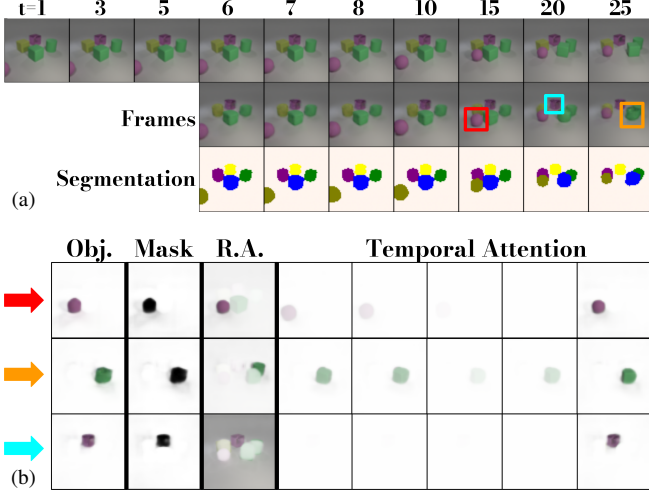 t=1 3 5 6 7 8 10 15 20 25
Frames
Segmentation
(a)
Obj. Mask R.A. Temporal Attention
(b)